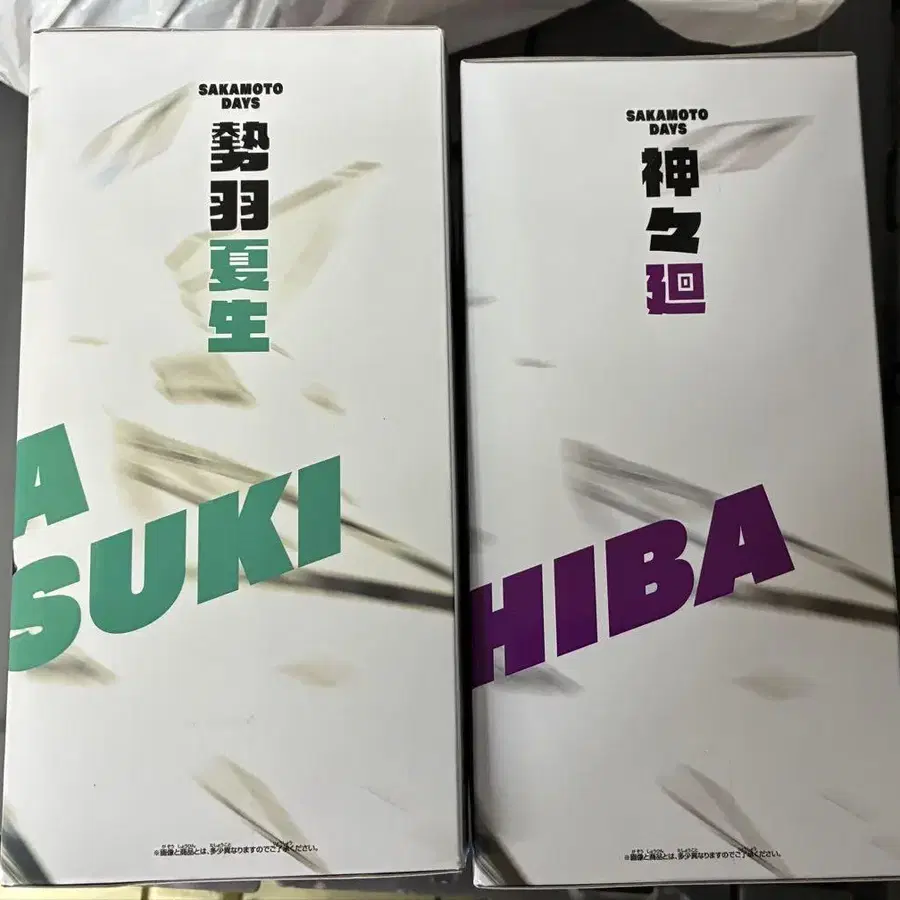 SAKAMOTO
DAYS
勢羽夏生
A
SUKI
※画像と商品とは、多少異なりますのでご了承ください。
SAKAMOTO
DAYS
神々廻
HIBA
※画像と商品とは、多少異なりますのでご了承ください。